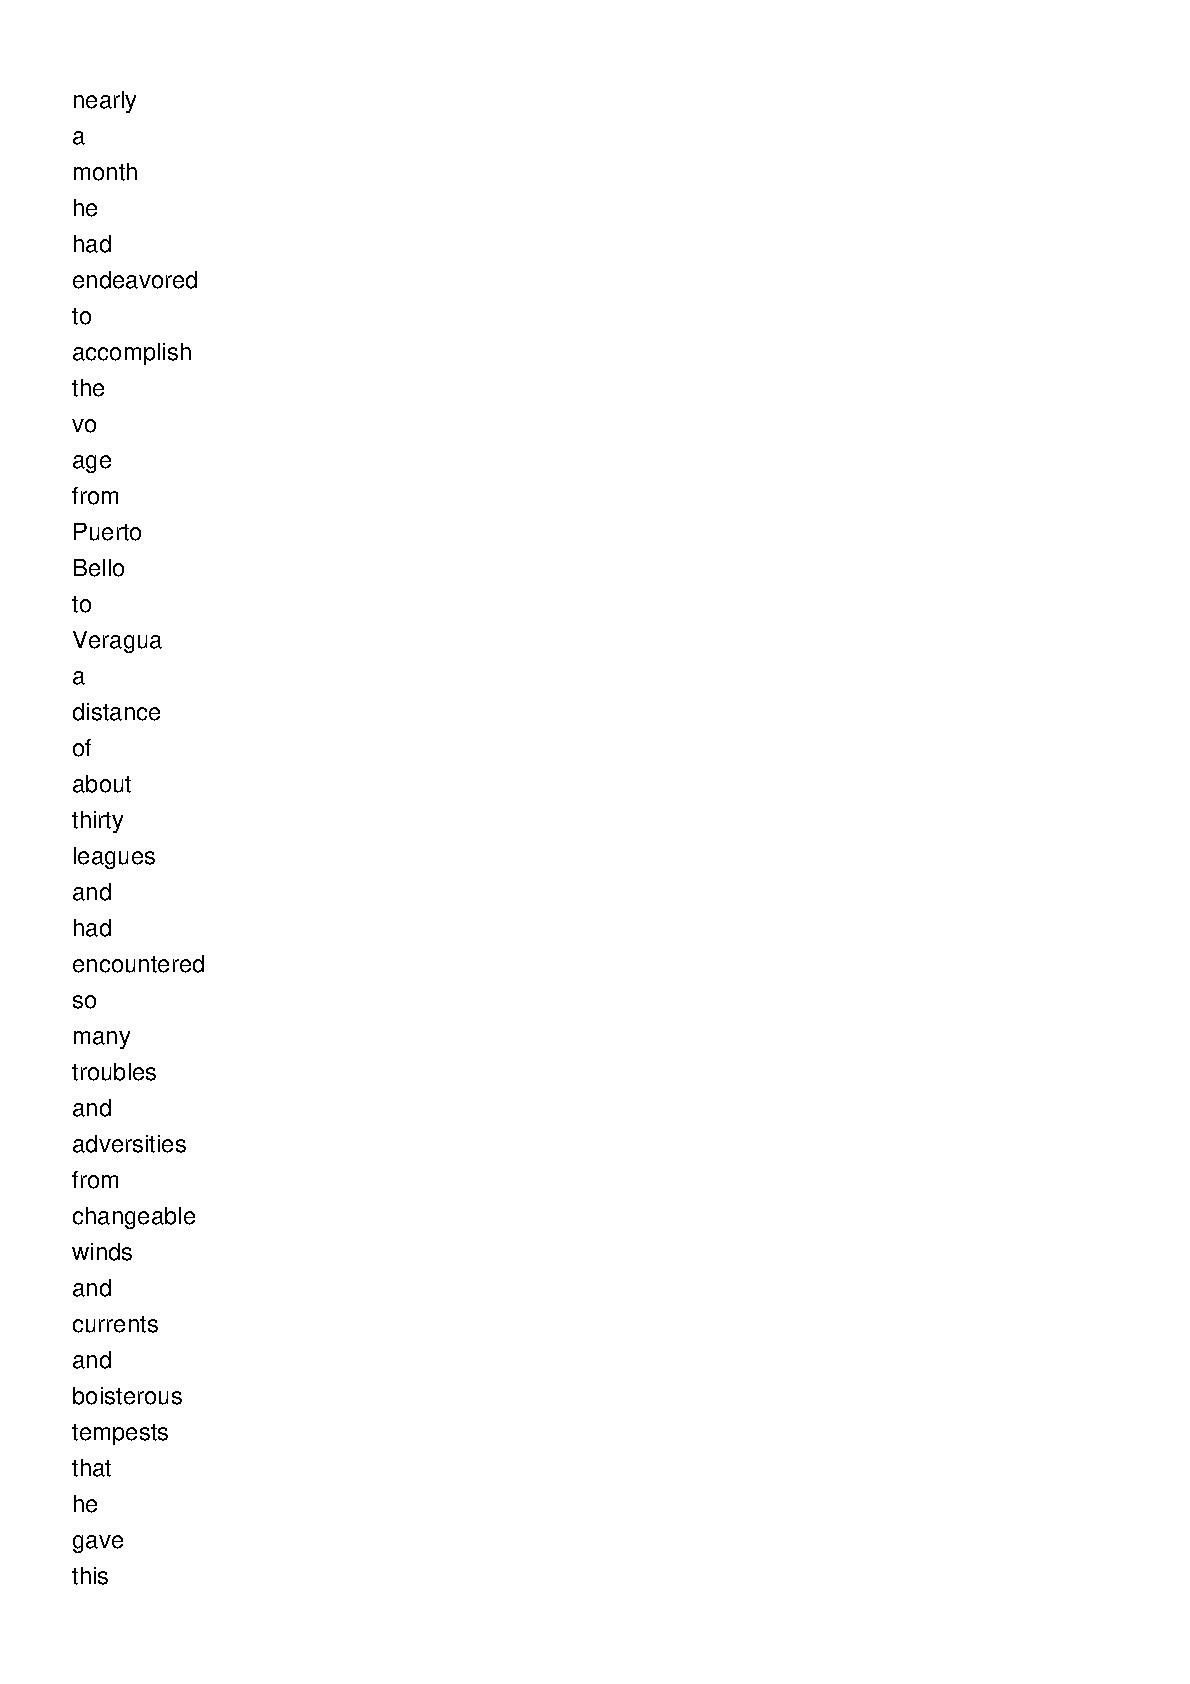 nearly
a
month
he
had
endeavored
to
accomplish
the
vo
age
from
Puerto
Bello
to
Veragua
a
distance
of
about
thirty
leagues
and
had
encountered
so
many
troubles
and
adversities
from
changeable
winds
and
currents
and
boisterous
tempests
that
he
gave
this